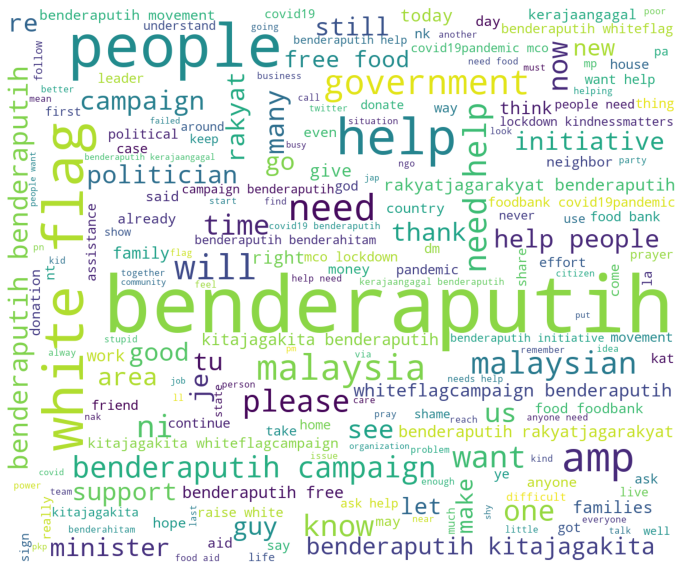 benderaputih movement
covid19
going
kerajaangagal
poor
re
people
understand
still
today
day
benderaputih whiteflag
benderaputih help
nk
another
covid19pandemic mco
now
new
pa
follow
leader
free food
need food
must
mp
house
better
business
government
want help
helping
mean
campaign
rakyat
many
call
twitter
donate
way
think
people need
thing
first
failed
around
even
situation
look
lockdown kindnessmatters
political
keep
help
need help
initiative
case
benderaputih kerajaangagal
busy
ngo
neighbor
party
white flag
politician
go
give
jap
rakyatjagarakyat benderaputih
people want
campaign benderaputih
god
said
start
find
need
country
foodbank covid19pandemic
already
time
covid19 benderaputih
never
use
food bank
show
benderaputih benderahitam
thank
help people
assistance
pn
family
flag
right
mco lockdown
dm
effort
prayer
kid
together
will
money
pandemic
share
citizen
come
la
nt
donation
community
feel
help need
kerajaangagal benderaputih
benderaputih benderaputih
benderaputih
put
kitajagakita benderaputih
benderaputih initiative
movement
stupid
pm
via
remember
idea
alway
work
good
tu
malaysia
malaysian
kat
area
je
job
ll
state
person
care
please
needs help
whiteflagcampaign benderaputih
nak
friend
continue
pray
shame
reach
anyone need
us
food foodbank
ni
take
home
see
benderaputih rakyatjagarakyat
kitajagakita whiteflagcampaign
issue
organization
problem
kind
covid
benderaputih campaign
want
amp
enough
ye
anyone
ask
power
team
support
benderaputih free
ask help
let
make
one
difficult
families
live
really
kitajagakita
hope
raise white
guy
know
may
near
much
shy
little
got
everyone
talk
well
sign
pkp
benderahitam
last
minister
aid
say
food aid
life
benderaputih kitajagakita